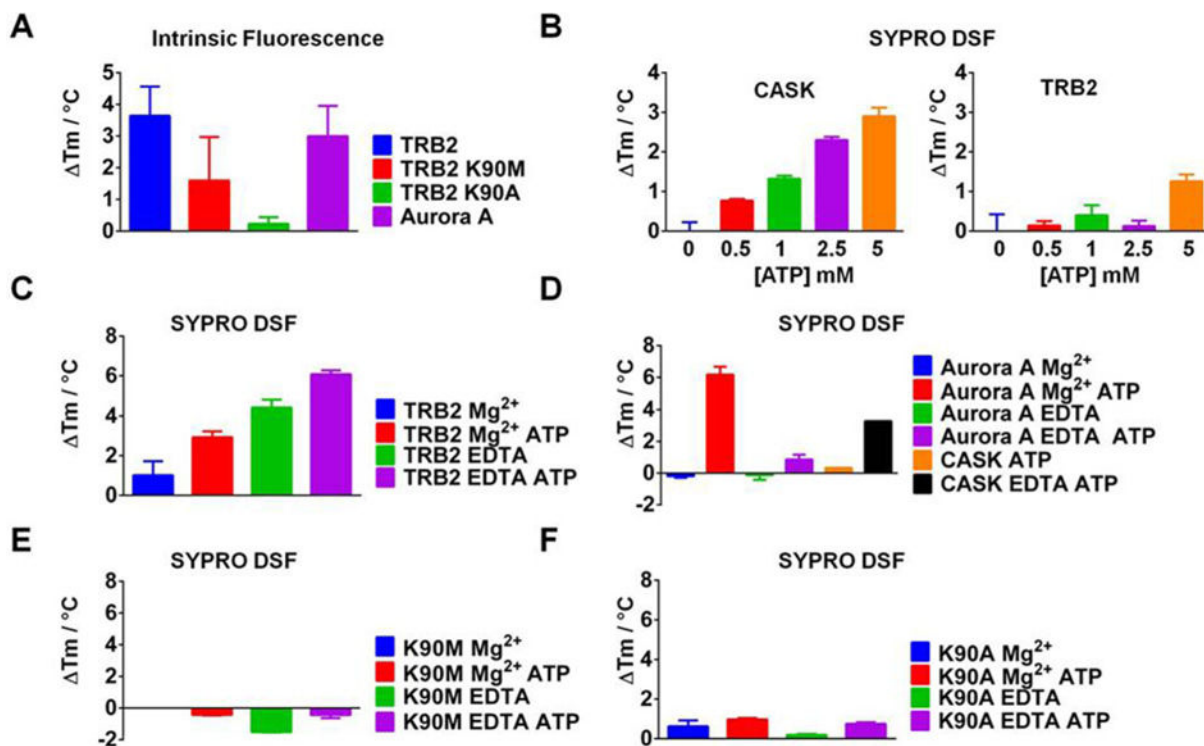 A
Intrinsic Fluorescence
ΔTm / °C
5
4
3
2
1
0
TRB2
TRB2 K90M
TRB2 K90A
Aurora A
B
SYPRO DSF
CASK
ΔTm / °C
4
3
2
1
0
0 0.5 1 2.5 5
[ATP] mM
TRB2
ΔTm / °C
4
3
2
1
0
0 0.5 1 2.5 5
[ATP] mM
C
SYPRO DSF
ΔTm / °C
8
6
4
2
0
TRB2 Mg²⁺
TRB2 Mg²⁺ ATP
TRB2 EDTA
TRB2 EDTA ATP
D
SYPRO DSF
ΔTm / °C
8
6
4
2
0
-2
Aurora A Mg²⁺
Aurora A Mg²⁺ ATP
Aurora A EDTA
Aurora A EDTA ATP
CASK ATP
CASK EDTA ATP
E
SYPRO DSF
ΔTm / °C
8
6
4
2
0
-2
K90M Mg²⁺
K90M Mg²⁺ ATP
K90M EDTA
K90M EDTA ATP
F
SYPRO DSF
ΔTm / °C
8
6
4
2
0
K90A Mg²⁺
K90A Mg²⁺ ATP
K90A EDTA
K90A EDTA ATP